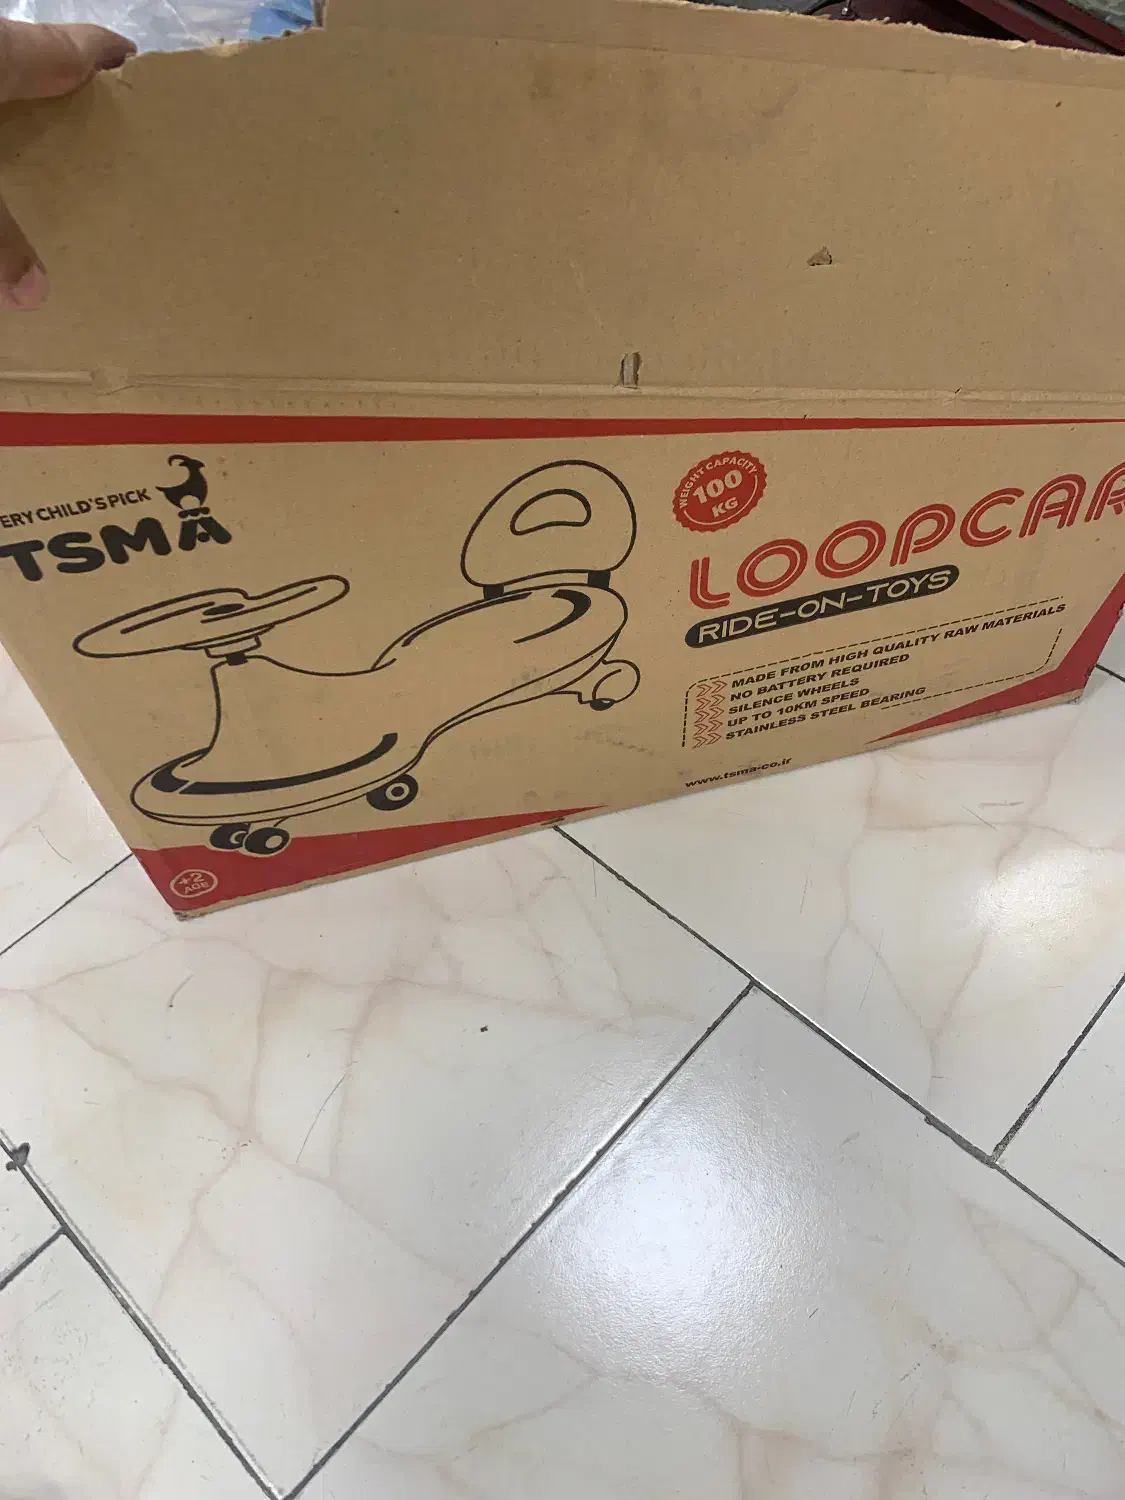 ERY CHILD'S PICK
TSMA
WEIGHT CAPACITY
100
KG
LOOPCAR
RIDE-ON-TOYS
MADE FROM HIGH QUALITY RAW MATERIALS
NO BATTERY REQUIRED
SILENCE WHEELS
UP TO 10KM SPEED
STAINLESS STEEL BEARING
www.tsma-co.ir
+2
AGE